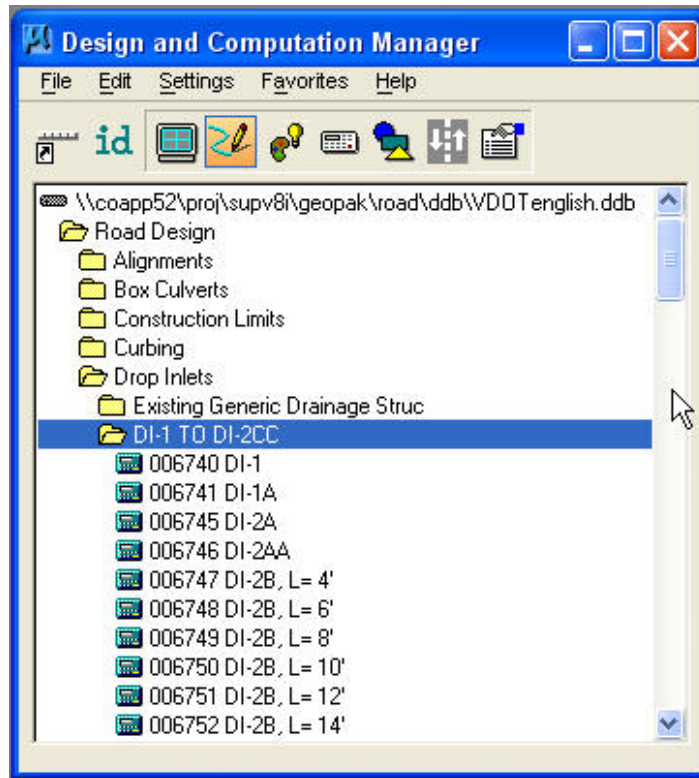 Design and Computation Manager
File Edit Settings Favorites Help
id
\\coapp52\proj\supv8i\geopak\road\ddb\VDOTenglish.ddb
Road Design
Alignments
Box Culverts
Construction Limits
Curbing
Drop Inlets
Existing Generic Drainage Struc
DI-1 TO DI-2CC
006740 DI-1
006741 DI-1A
006745 DI-2A
006746 DI-2AA
006747 DI-2B, L= 4'
006748 DI-2B, L= 6'
006749 DI-2B, L= 8'
006750 DI-2B, L= 10'
006751 DI-2B, L= 12'
006752 DI-2B, L= 14'